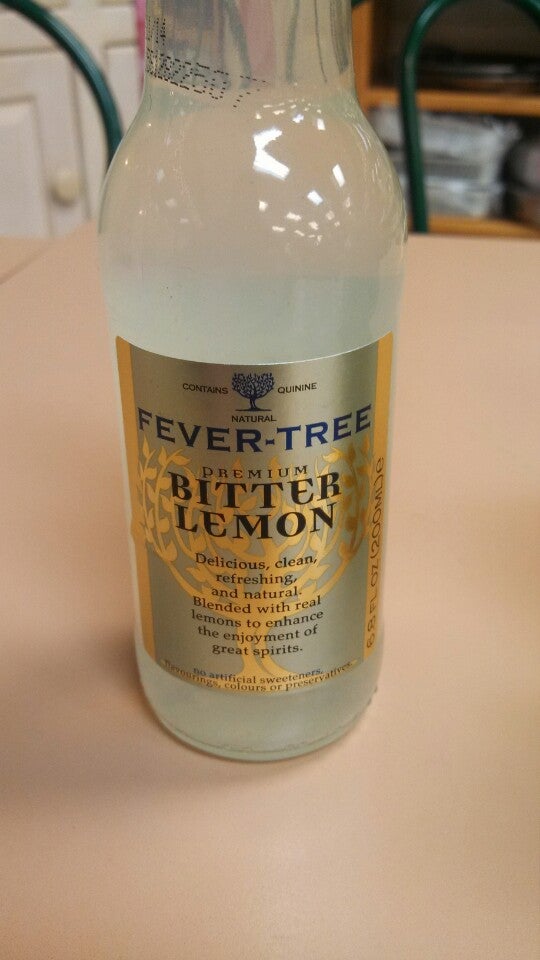 CONTAINS QUININE
NATURAL
FEVER-TREE
PREMIUM
BITTER
LEMON
Delicious, clean,
refreshing,
and natural.
Blended with real
lemons to enhance
the enjoyment of
great spirits.
no artificial sweeteners,
flavourings, colours or preservatives.
6.8 FL OZ (200ML) e